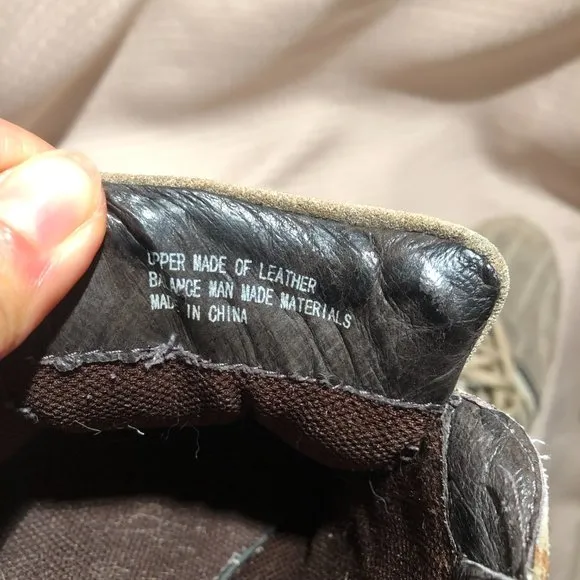 UPPER MADE OF LEATHER
BALANCE MAN MADE MATERIALS
MADE IN CHINA